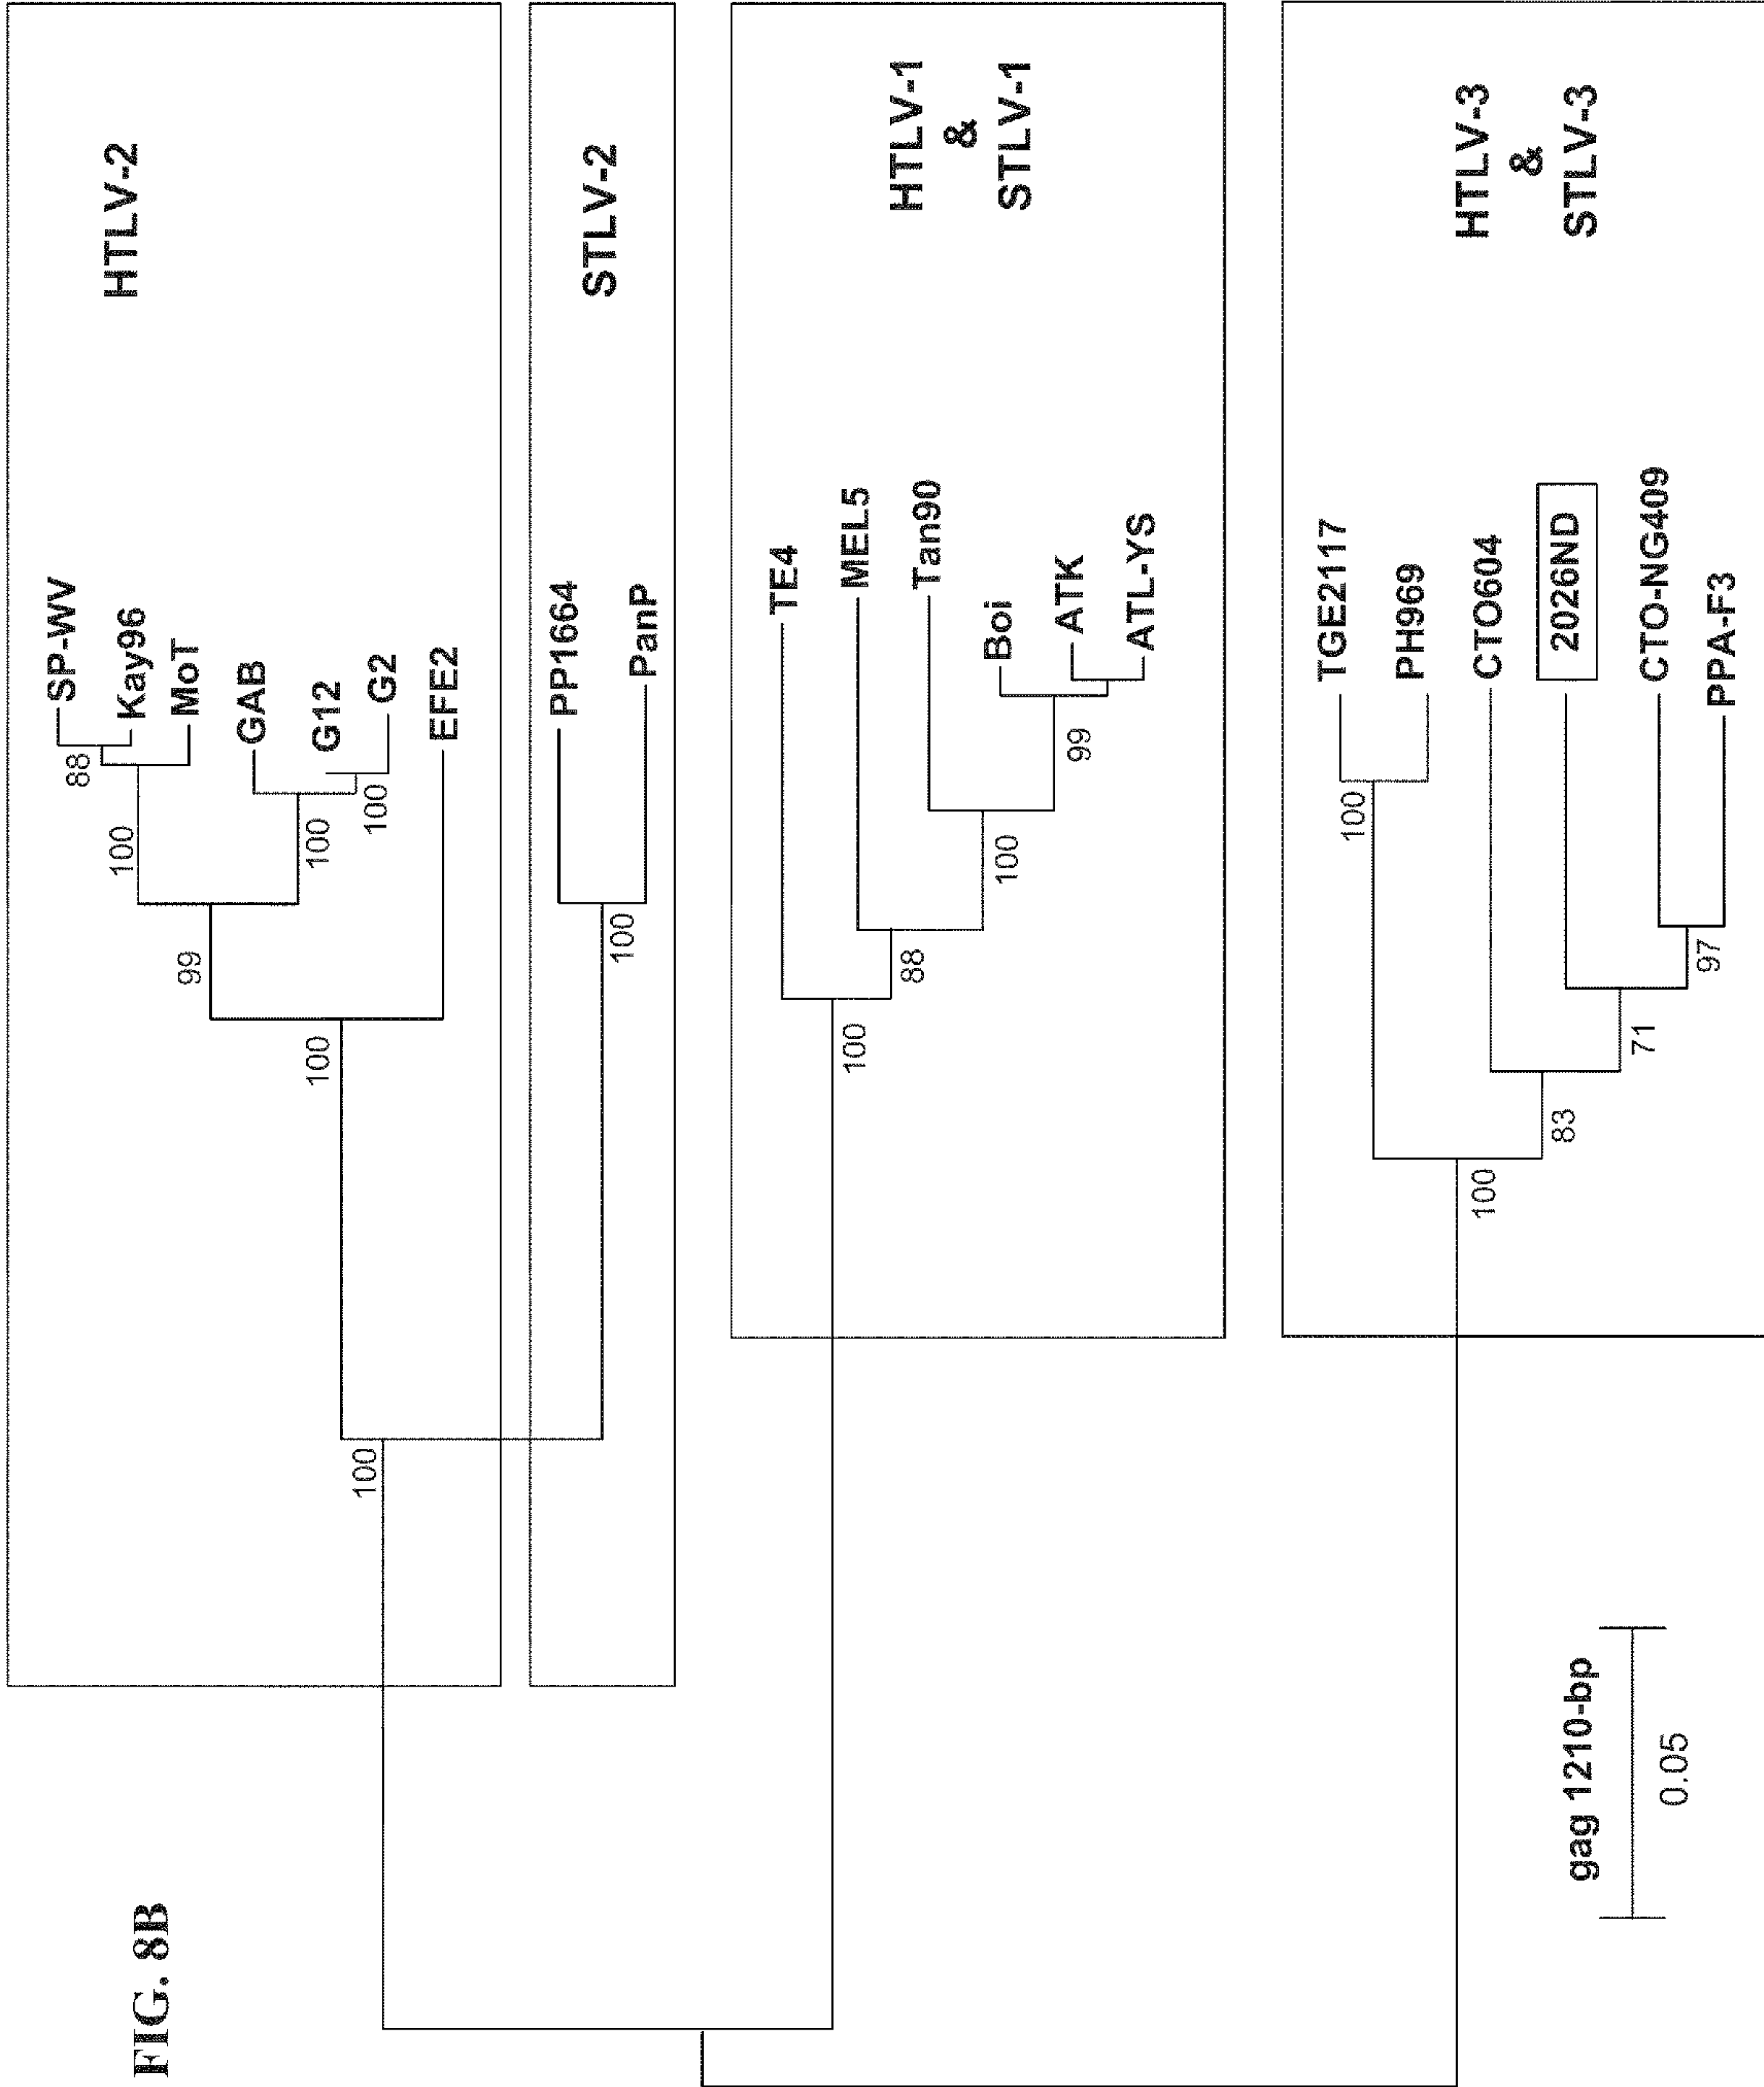 FIG. 8B
SP-WV
88
Kay96
100
MoT
GAB
99
100
G12
100
G2
100
EFE2
HTLV-2
100
PP1664
100
PanP
STLV-2
TE4
100
MEL5
88
Tan90
100
Boi
99
ATK
ATL-YS
HTLV-1
&
STLV-1
TGE2117
100
PH969
100
CTO604
83
2026ND
71
CTO-NG409
97
PPA-F3
HTLV-3
&
STLV-3
gag 1210-bp
0.05